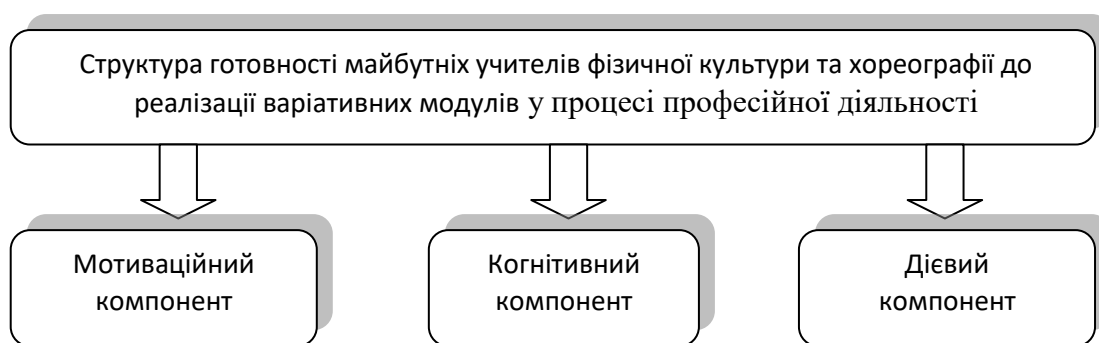 Структура готовності майбутніх учителів фізичної культури та хореографії до
реалізації варіативних модулів у процесі професійної діяльності
Мотиваційний
компонент
Когнітивний
компонент
Дієвий
компонент